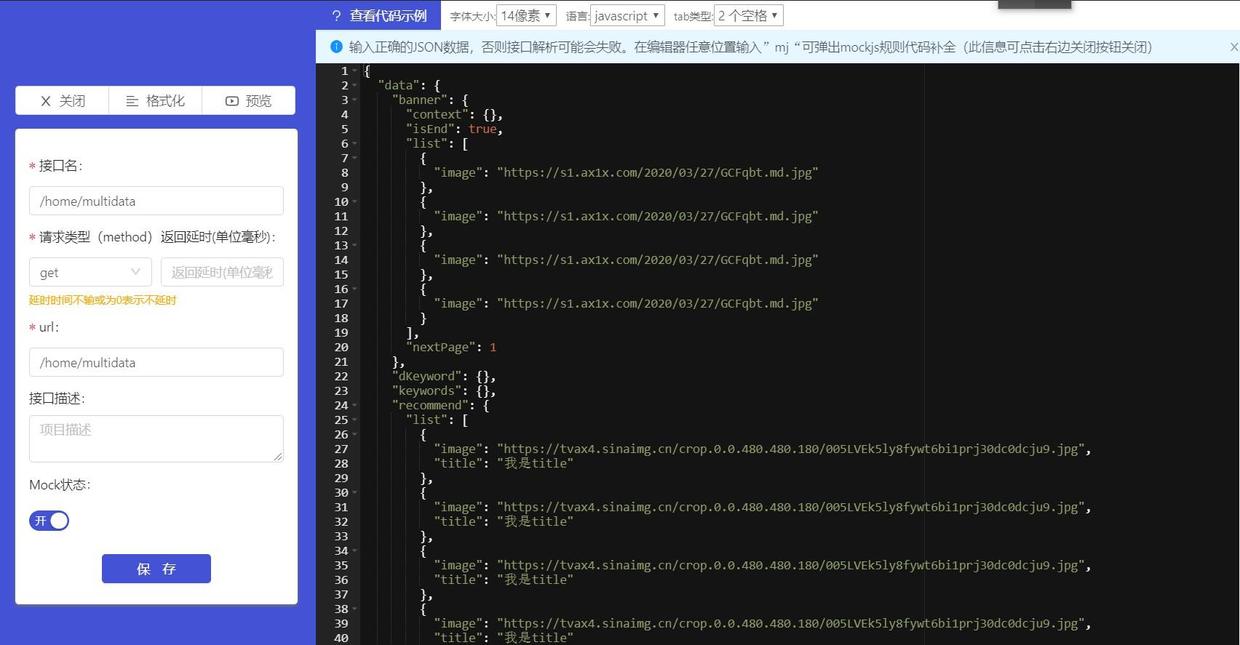 ? 查看代码示例 字体大小: 14像素 语言: javascript tab类型: 2 个空格
输入正确的JSON数据，否则接口解析可能会失败。在编辑器任意位置输入”mj“可弹出mockjs规则代码补全（此信息可点击右边关闭按钮关闭） X
X 关闭 格式化 预览
* 接口名:
/home/multidata
* 请求类型（method）返回延时(单位毫秒):
get 返回延时(单位毫秒
延时时间不输或为0表示不延时
* url:
/home/multidata
接口描述:
项目描述
Mock状态:
开
保 存
1 {
2 "data": {
3 "banner": {
4 "context": {},
5 "isEnd": true,
6 "list": [
7 {
8 "image": "https://s1.ax1x.com/2020/03/27/GCFqbt.md.jpg"
9 },
10 {
11 "image": "https://s1.ax1x.com/2020/03/27/GCFqbt.md.jpg"
12 },
13 {
14 "image": "https://s1.ax1x.com/2020/03/27/GCFqbt.md.jpg"
15 },
16 {
17 "image": "https://s1.ax1x.com/2020/03/27/GCFqbt.md.jpg"
18 }
19 ],
20 "nextPage": 1
21 },
22 "dKeyword": {},
23 "keywords": {},
24 "recommend": {
25 "list": [
26 {
27 "image": "https://tvax4.sinaimg.cn/crop.0.0.480.480.180/005LVEk5ly8fywt6bi1prj30dc0dcju9.jpg",
28 "title": "我是title"
29 },
30 {
31 "image": "https://tvax4.sinaimg.cn/crop.0.0.480.480.180/005LVEk5ly8fywt6bi1prj30dc0dcju9.jpg",
32 "title": "我是title"
33 },
34 {
35 "image": "https://tvax4.sinaimg.cn/crop.0.0.480.480.180/005LVEk5ly8fywt6bi1prj30dc0dcju9.jpg",
36 "title": "我是title"
37 },
38 {
39 "image": "https://tvax4.sinaimg.cn/crop.0.0.480.480.180/005LVEk5ly8fywt6bi1prj30dc0dcju9.jpg",
40 "title": "我是title"